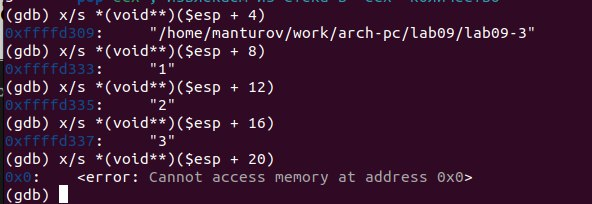 (gdb) x/s *(void**)($esp + 4)
0xffffd309: "/home/manturov/work/arch-pc/lab09/lab09-3"
(gdb) x/s *(void**)($esp + 8)
0xffffd333: "1"
(gdb) x/s *(void**)($esp + 12)
0xffffd335: "2"
(gdb) x/s *(void**)($esp + 16)
0xffffd337: "3"
(gdb) x/s *(void**)($esp + 20)
0x0: <error: Cannot access memory at address 0x0>
(gdb)